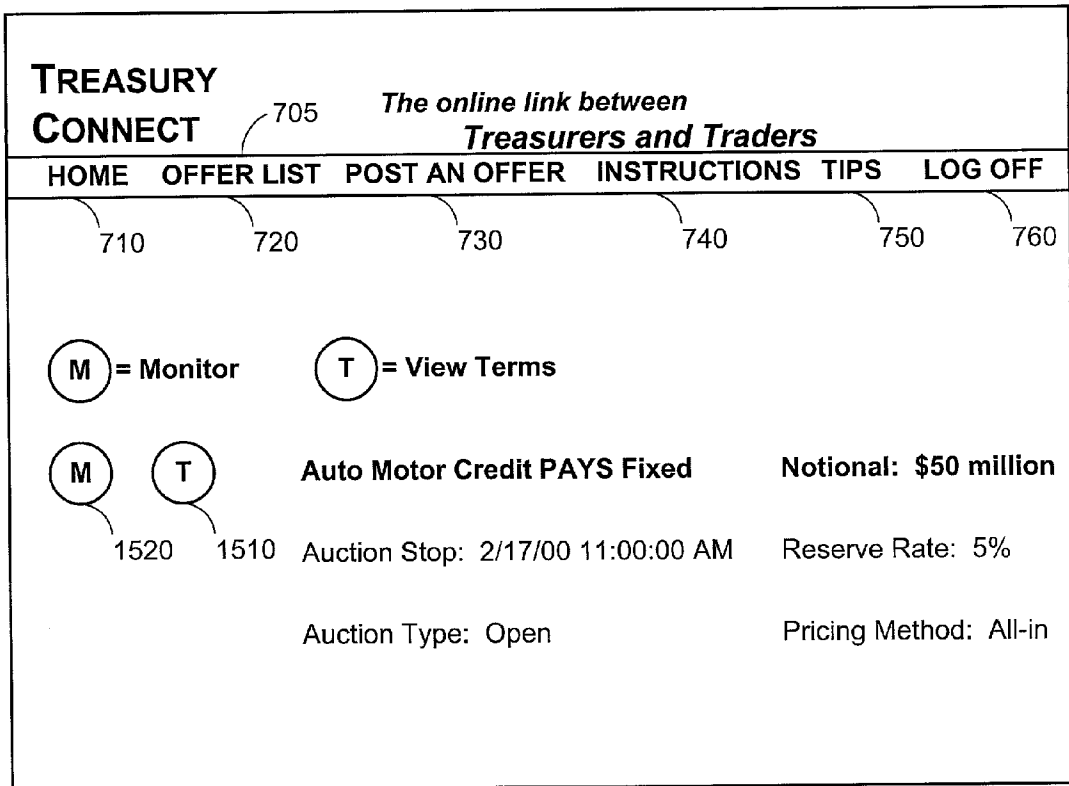 TREASURY
CONNECT
705
The online link between
Treasurers and Traders
HOME OFFER LIST POST AN OFFER INSTRUCTIONS TIPS LOG OFF
710 720 730 740 750 760
M = Monitor T = View Terms
M T Auto Motor Credit PAYS Fixed Notional: $50 million
1520 1510 Auction Stop: 2/17/00 11:00:00 AM Reserve Rate: 5%
Auction Type: Open Pricing Method: All-in